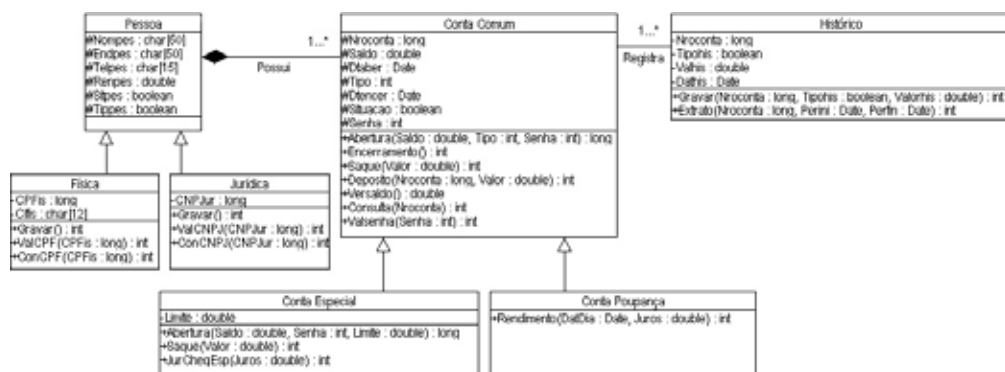 Pessoa
#Nompes : char[50]
#Endpes : char[50]
#Telpes : char[15]
#Renpes : double
#Sitpes : boolean
#Tippes : boolean
1...*
Possui
Conta Comum
#Nroconta : long
#Saldo : double
#Dtaber : Date
#Tipo : int
#Dtencer : Date
#Situacao : boolean
#Senha : int
+Abertura(Saldo : double, Tipo : int, Senha : int) : long
+Encerramento() : int
+Saque(Valor : double) : int
+Deposito(Nroconta : long, Valor : double) : int
+Versaldo() : double
+Consulta(Nroconta) : int
+Valsenha(Senha : int) : int
1...*
Registra
Histórico
-Nroconta : long
-Tipohis : boolean
-Valhis : double
-Dathis : Date
+Gravar(Nroconta : long, Tipohis : boolean, Valorhis : double) : int
+Extrato(Nroconta : long, Perini : Date, Perfin : Date) : int
Física
-CPFis : long
-Cfis : char[12]
+Gravar() : int
+ValCPF(CPFis : long) : int
+ConCPF(CPFis : long) : int
Jurídica
-CNPJur : long
+Gravar() : int
+ValCNPJ(CNPJur : long) : int
+ConCNPJ(CNPJur : long) : int
Conta Especial
-Limite : double
+Abertura(Saldo : double, Senha : int, Limite : double) : long
+Saque(Valor : double) : int
+JurCheqEsp(Juros : double) : int
Conta Poupança
+Rendimento(DatDia : Date, Juros : double) : int